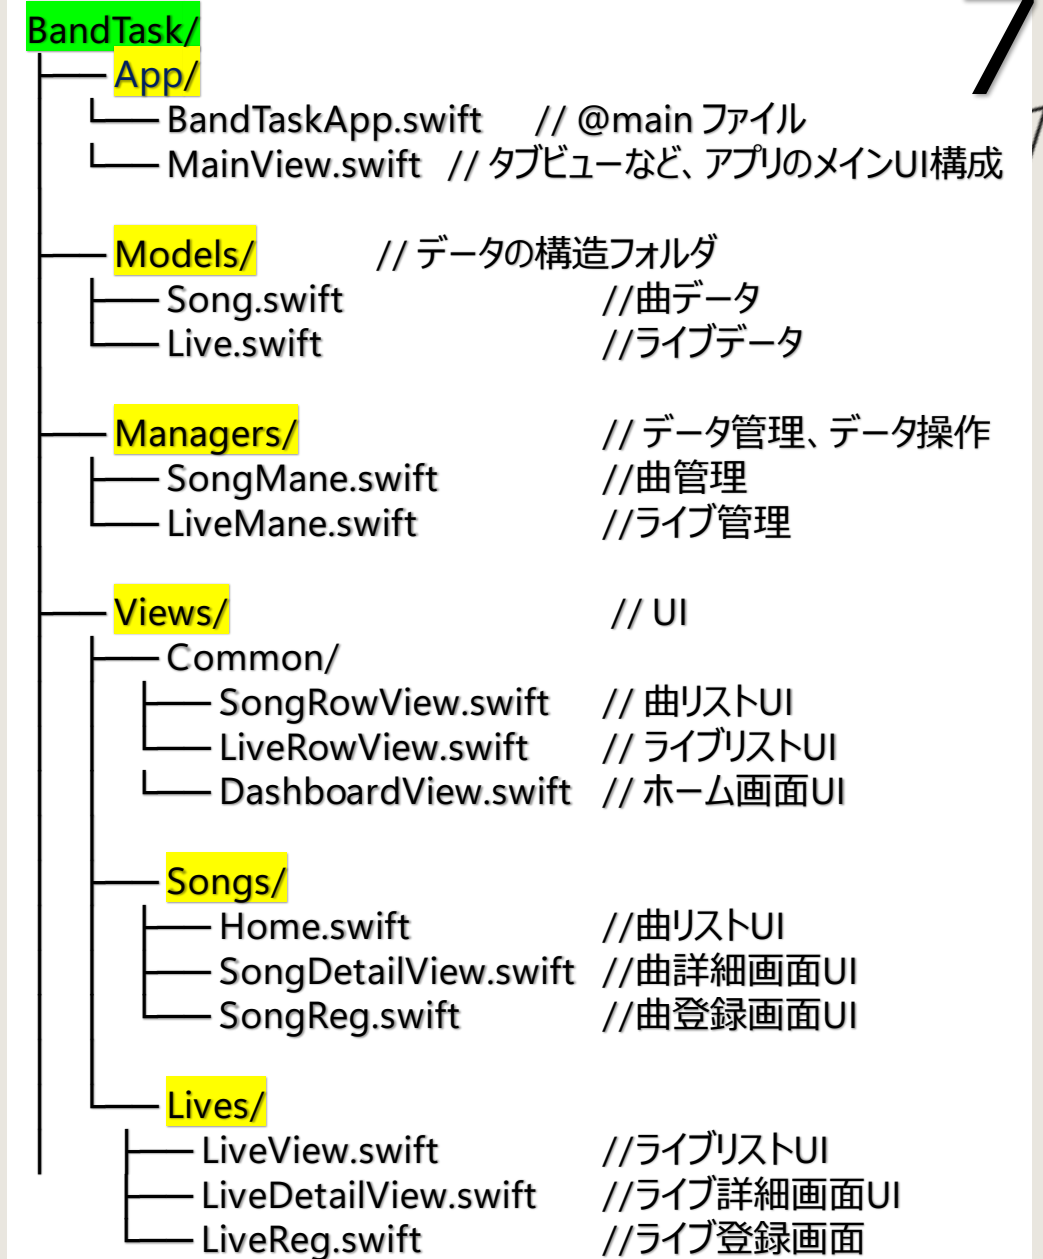 7
BandTask/
App/
BandTaskApp.swift // @main ファイル
MainView.swift // タブビューなど、アプリのメインUI構成
Models/ // データの構造フォルダ
Song.swift //曲データ
Live.swift //ライブデータ
Managers/ // データ管理、データ操作
SongMane.swift //曲管理
LiveMane.swift //ライブ管理
Views/ // UI
Common/
SongRowView.swift // 曲リストUI
LiveRowView.swift // ライブリストUI
DashboardView.swift // ホーム画面UI
Songs/
Home.swift //曲リストUI
SongDetailView.swift //曲詳細画面UI
SongReg.swift //曲登録画面UI
Lives/
LiveView.swift //ライブリストUI
LiveDetailView.swift //ライブ詳細画面UI
LiveReg.swift //ライブ登録画面